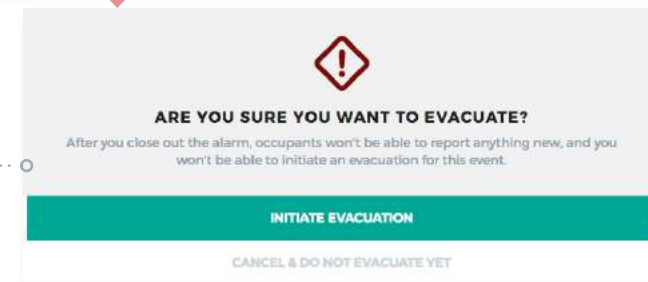 ARE YOU SURE YOU WANT TO EVACUATE?
After you close out the alarm, occupants won't be able to report anything new, and you
won't be able to initiate an evacuation for this event.
INITIATE EVACUATION
CANCEL & DO NOT EVACUATE YET